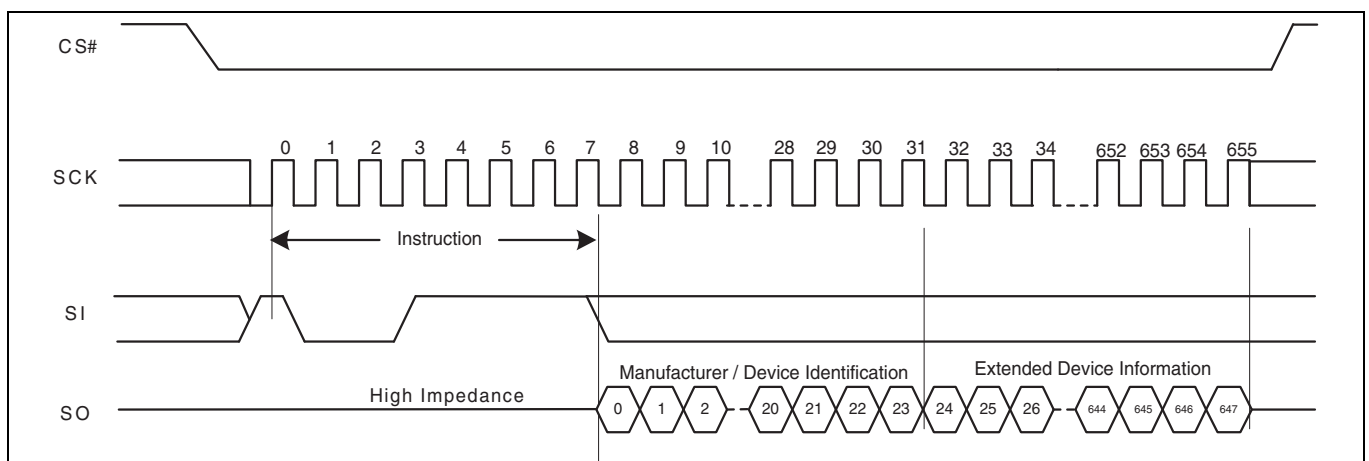 CS#
0 1 2 3 4 5 6 7 8 9 10 28 29 30 31 32 33 34 652 653 654 655
SCK
Instruction
SI
Manufacturer / Device Identification Extended Device Information
High Impedance
SO 0 1 2 20 21 22 23 24 25 26 644 645 646 647